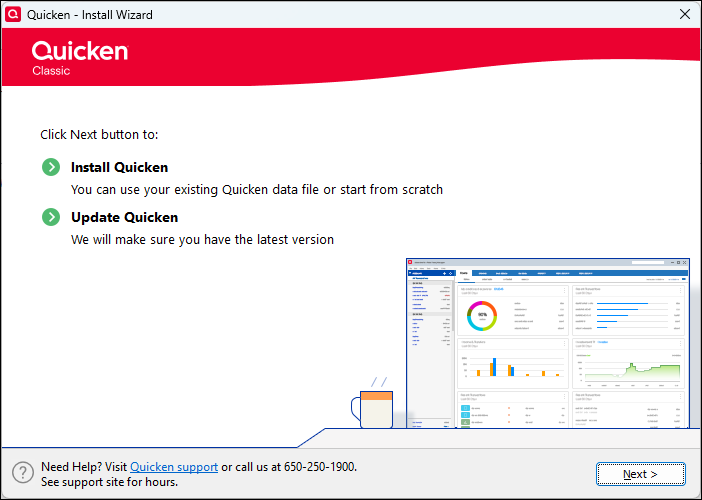 Quicken - Install Wizard
Quicken
Classic
Click Next button to:
Install Quicken
You can use your existing Quicken data file or start from scratch
Update Quicken
We will make sure you have the latest version
Need Help? Visit Quicken support or call us at 650-250-1900.
See support site for hours.
Next >